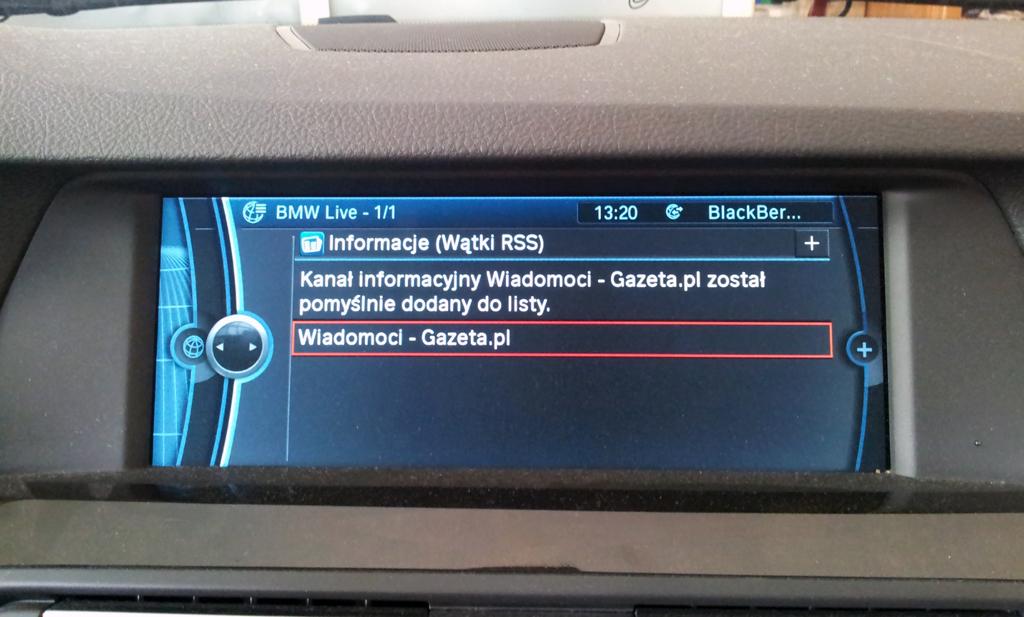 BMW Live - 1/1
13:20
BlackBer...
Informacje (Wątki RSS)
+
Kanał informacyjny Wiadomoci - Gazeta.pl został
pomyślnie dodany do listy.
Wiadomoci - Gazeta.pl
+